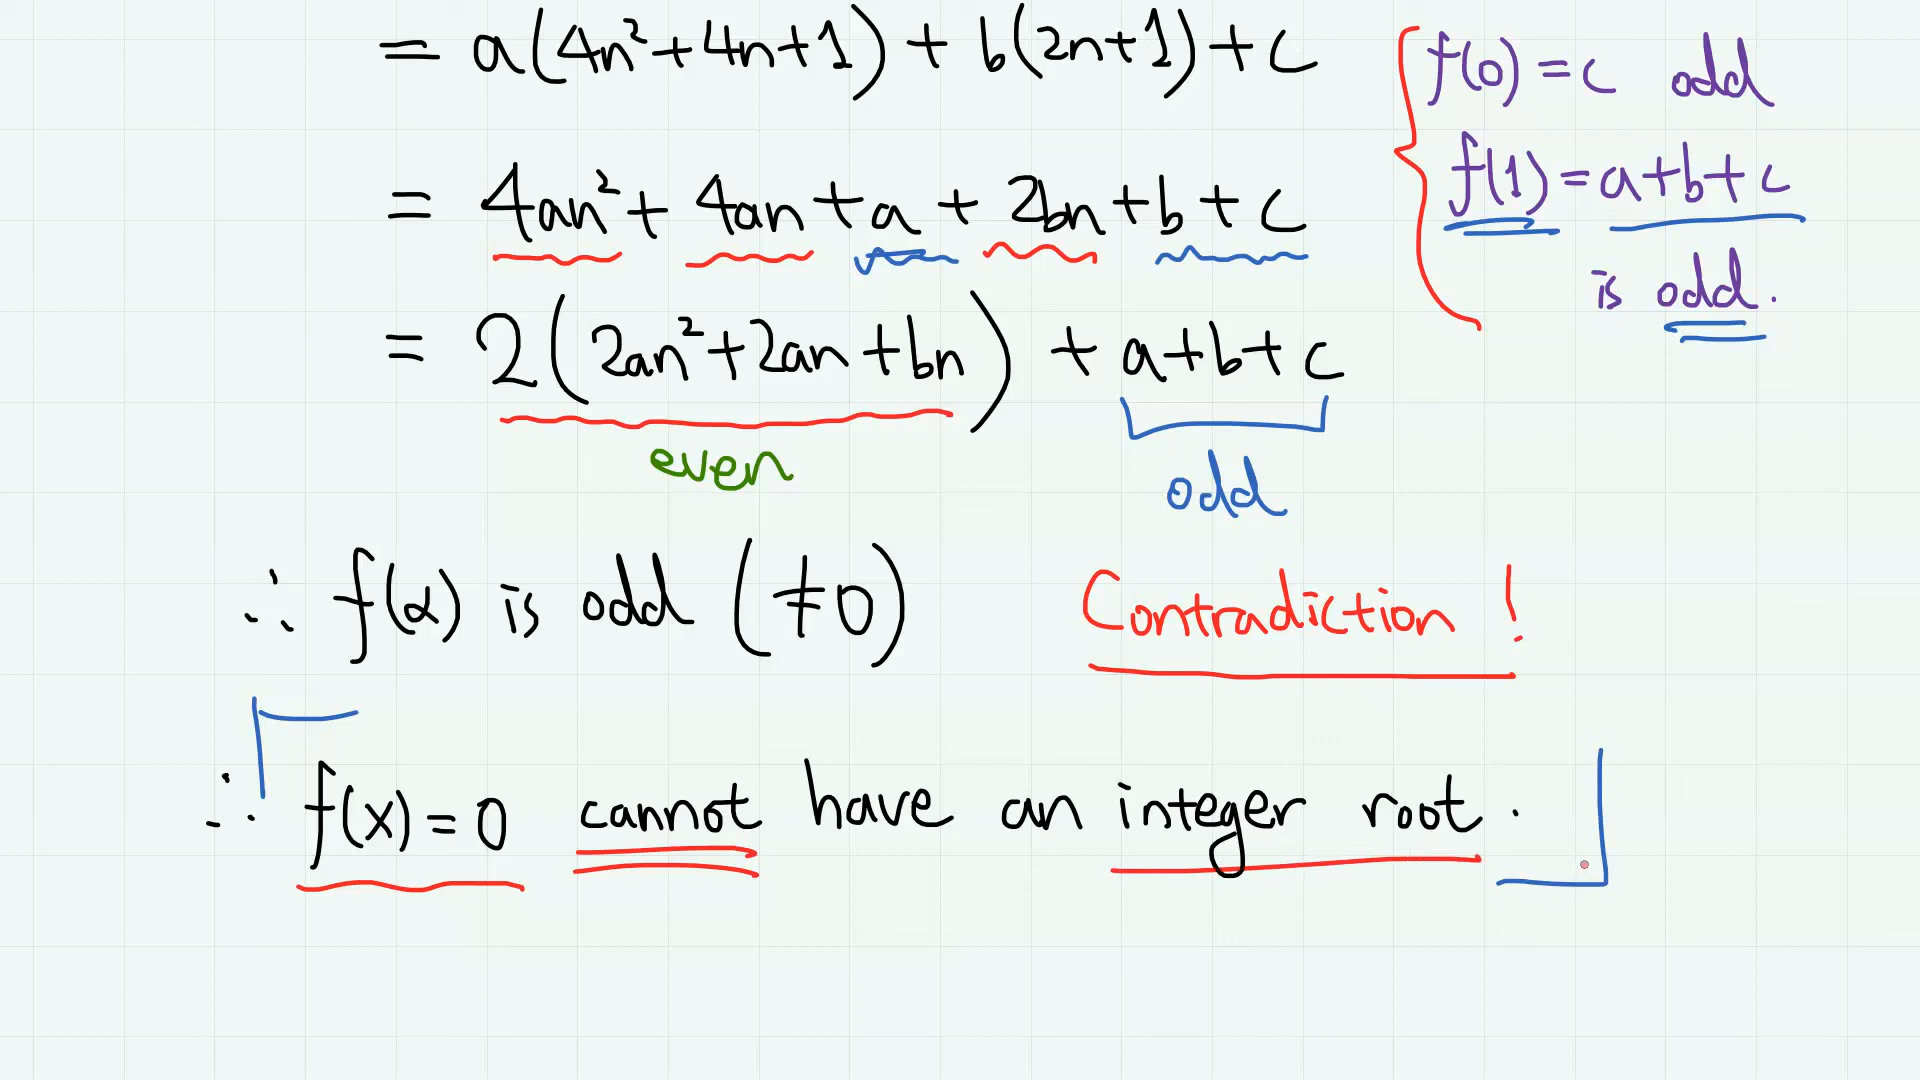 = a(4n²+4n+1) + b(2n+1)+c
= 4an²+ 4an+a + 2bn+b+c
= 2(2an²+2an+bn) + a+b+c
even
odd
∴ f(α) is odd (≠0) Contradiction!
∴ f(x)=0 cannot have an integer root.
f(0)=c odd
f(1)=a+b+c
is odd.